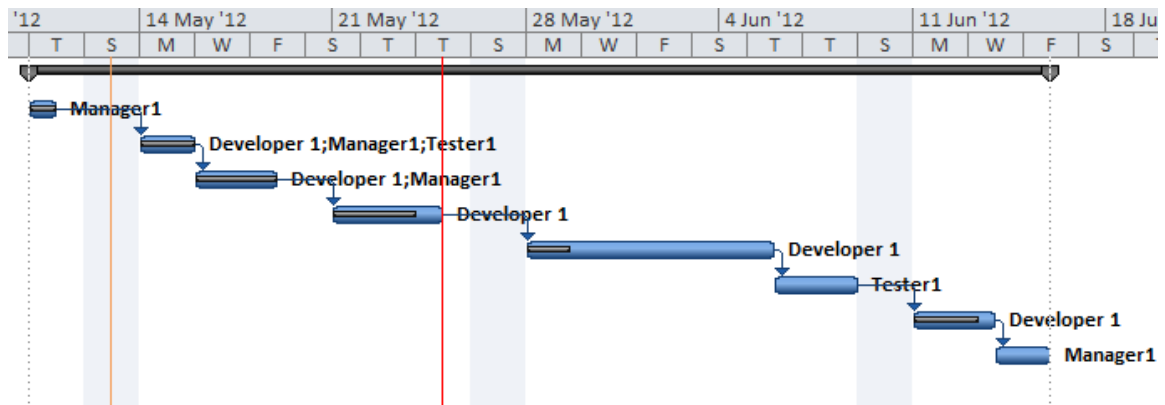 '12 14 May '12 21 May '12 28 May '12 4 Jun '12 11 Jun '12 18 Ju
T S M W F S T T S M W F S T T S M W F S
Manager1
Developer 1;Manager1;Tester1
Developer 1;Manager1
Developer 1
Developer 1
Tester1
Developer 1
Manager1